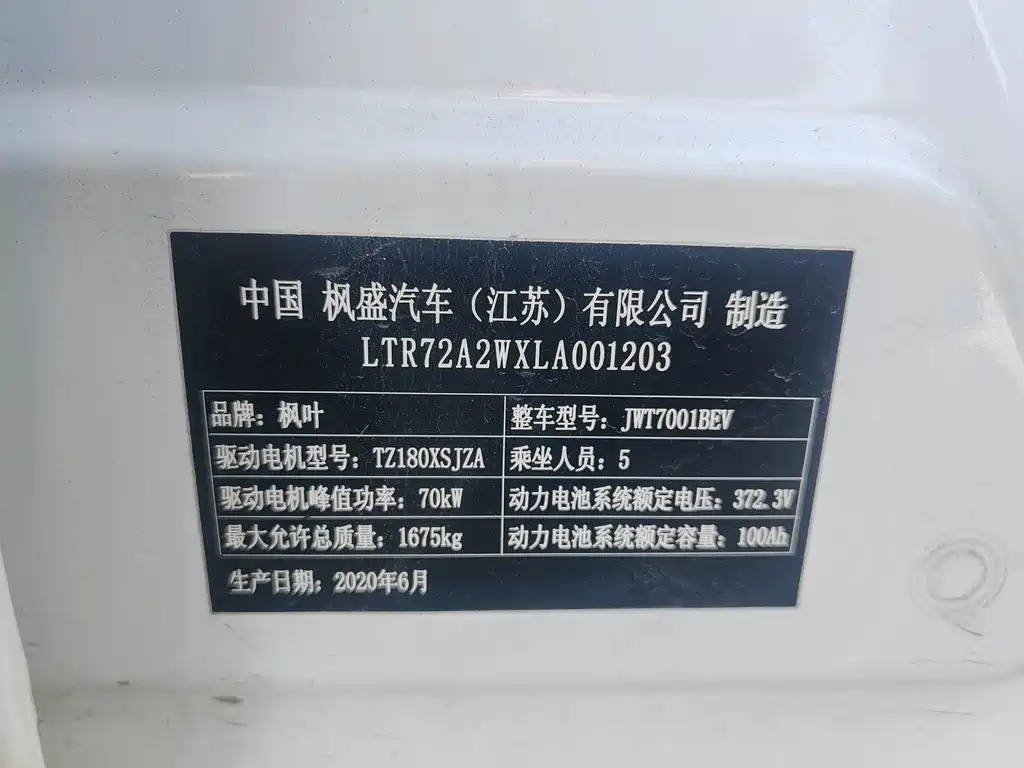 中国 枫盛汽车（江苏）有限公司 制造
LTR72A2WXLA001203
品牌：枫叶 整车型号：JWT7001BEV
驱动电机型号：TZ180XSJZA 乘坐人员：5
驱动电机峰值功率：70kW 动力电池系统额定电压：372.3V
最大允许总质量：1675kg 动力电池系统额定容量：100Ah
生产日期：2020年6月